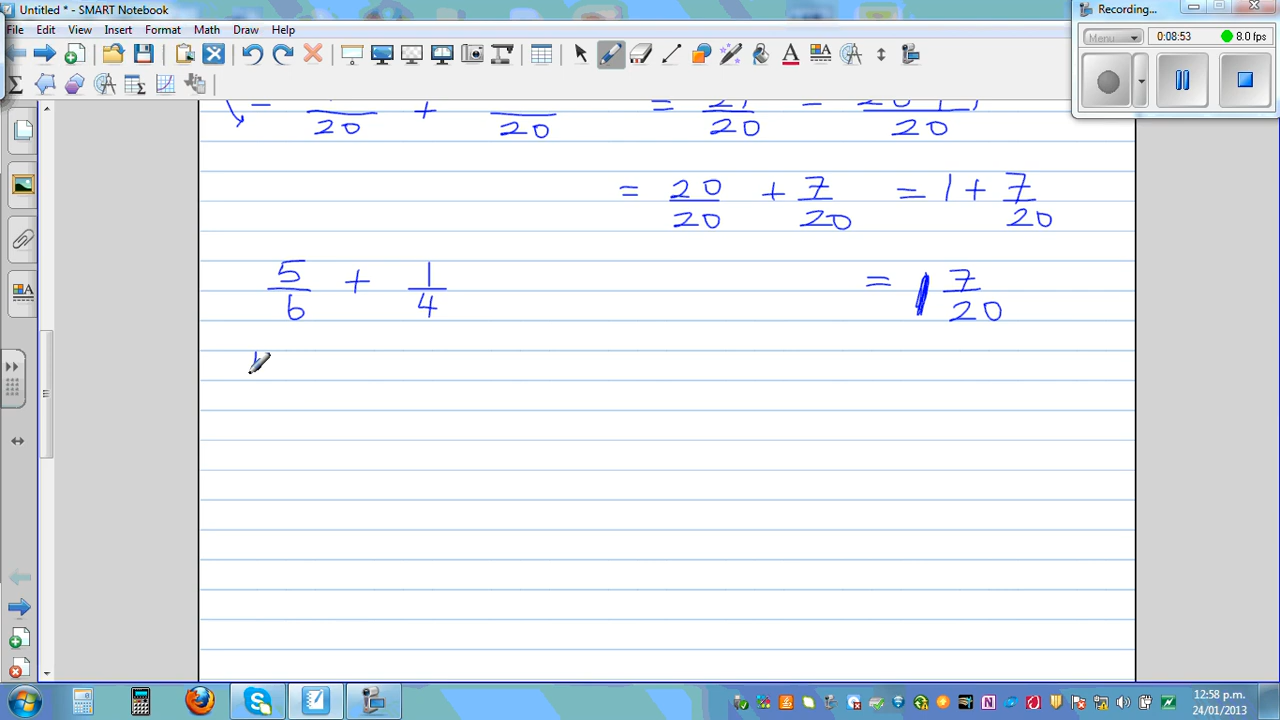 Untitled * - SMART Notebook
File Edit View Insert Format Math Draw Help
Recording...
Menu 0:08:53 8.0 fps
= — + — = 27/20 = 20+7/20
20 20
= 20/20 + 7/20 = 1 + 7/20
5/6 + 1/4 = 1 7/20
12:58 p.m.
24/01/2013